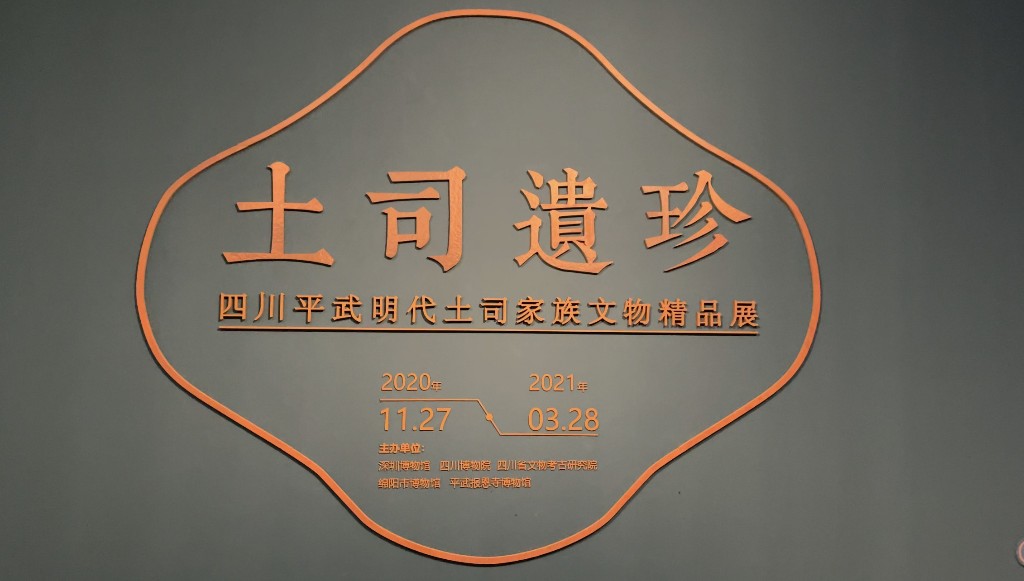 土司遺珍
四川平武明代土司家族文物精品展
2020年 2021年
11.27 03.28
主办单位:
深圳博物馆 四川博物院 四川省文物考古研究院
绵阳市博物馆 平武报恩寺博物馆